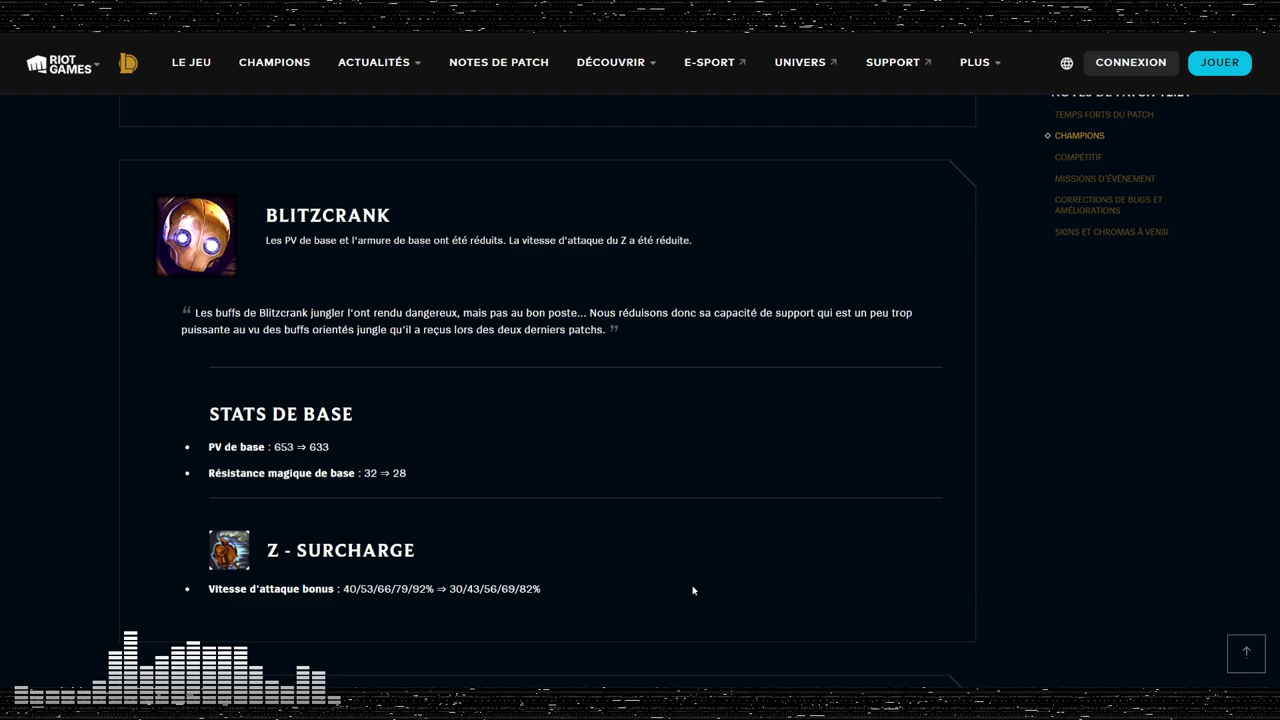 RIOT GAMES
LE JEU
CHAMPIONS
ACTUALITÉS
NOTES DE PATCH
DÉCOUVRIR
E-SPORT
UNIVERS
SUPPORT
PLUS
CONNEXION
JOUER
TEMPS FORTS DU PATCH
CHAMPIONS
COMPÉTITIF
MISSIONS D'ÉVÉNEMENT
CORRECTIONS DE BUGS ET
AMÉLIORATIONS
SKINS ET CHROMAS À VENIR
BLITZCRANK
Les PV de base et l'armure de base ont été réduits. La vitesse d'attaque du Z a été réduite.
“ Les buffs de Blitzcrank jungler l'ont rendu dangereux, mais pas au bon poste... Nous réduisons donc sa capacité de support qui est un peu trop
puissante au vu des buffs orientés jungle qu'il a reçus lors des deux derniers patchs. ”
STATS DE BASE
• PV de base : 653 ⇒ 633
• Résistance magique de base : 32 ⇒ 28
Z - SURCHARGE
• Vitesse d'attaque bonus : 40/53/66/79/92% ⇒ 30/43/56/69/82%